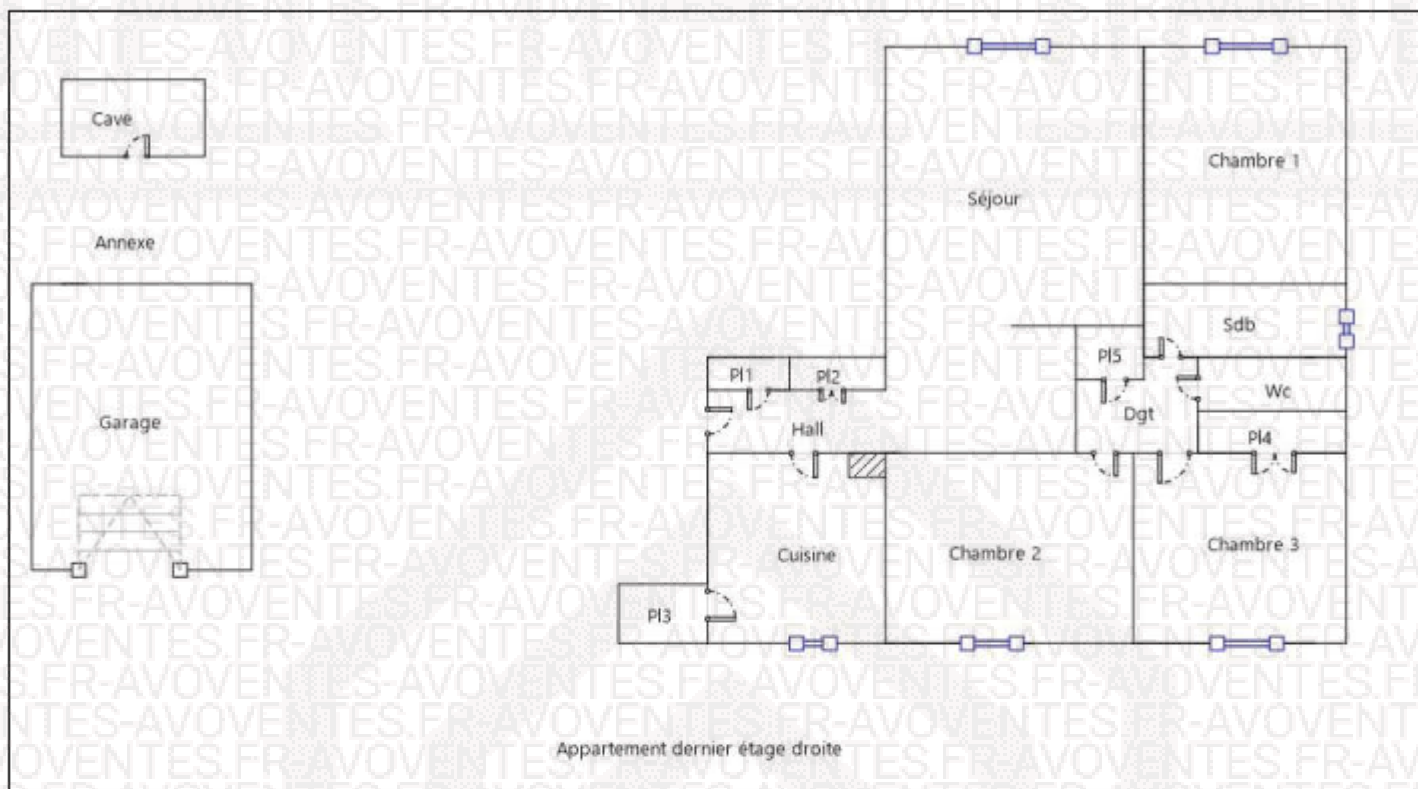 Cave
Annexe
Garage
Séjour
Chambre 1
Sdb
Pl5
Pl1
Pl2
Wc
Dgt
Hall
Pl4
Cuisine
Chambre 2
Chambre 3
Pl3
Appartement dernier étage droite